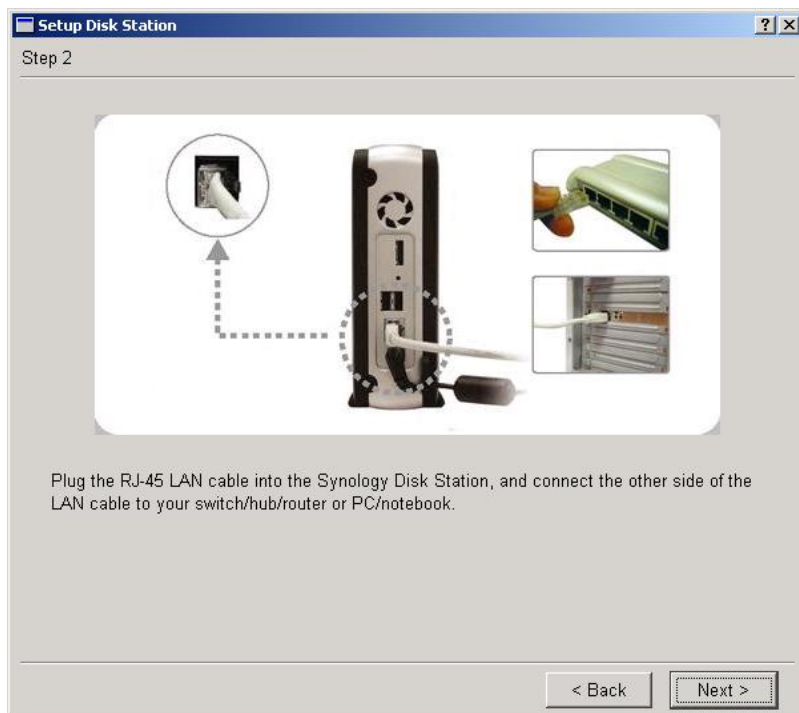 Setup Disk Station
Step 2
Plug the RJ-45 LAN cable into the Synology Disk Station, and connect the other side of the
LAN cable to your switch/hub/router or PC/notebook.
< Back
Next >